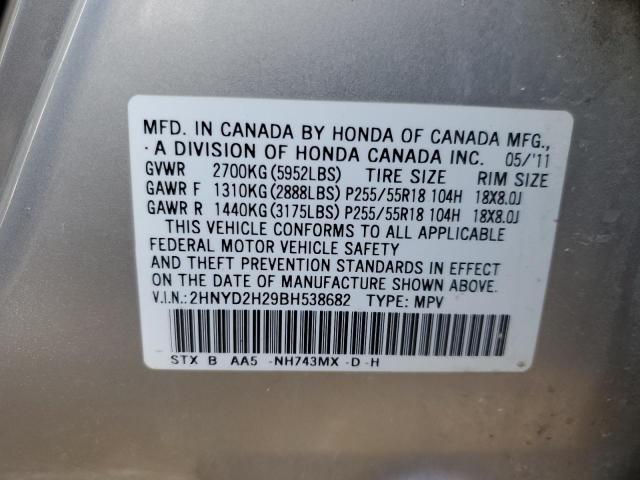 MFD. IN CANADA BY HONDA OF CANADA MFG.,
· A DIVISION OF HONDA CANADA INC. 05/'11
GVWR 2700KG(5952LBS) TIRE SIZE RIM SIZE
GAWR F 1310KG(2888LBS) P255/55R18 104H 18X8.0J
GAWR R 1440KG(3175LBS) P255/55R18 104H 18X8.0J
THIS VEHICLE CONFORMS TO ALL APPLICABLE
FEDERAL MOTOR VEHICLE SAFETY
AND THEFT PREVENTION STANDARDS IN EFFECT
ON THE DATE OF MANUFACTURE SHOWN ABOVE.
V.I.N.: 2HNYD2H29BH538682 TYPE: MPV
STX B AA5 -NH743MX -D -H